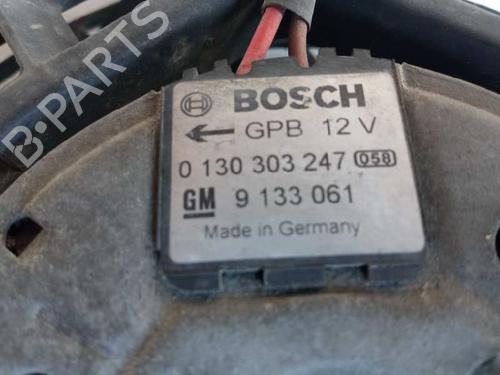 BOSCH
GPB 12 V
0 130 303 247 058
GM 9 133 061
Made in Germany
B-PARTS